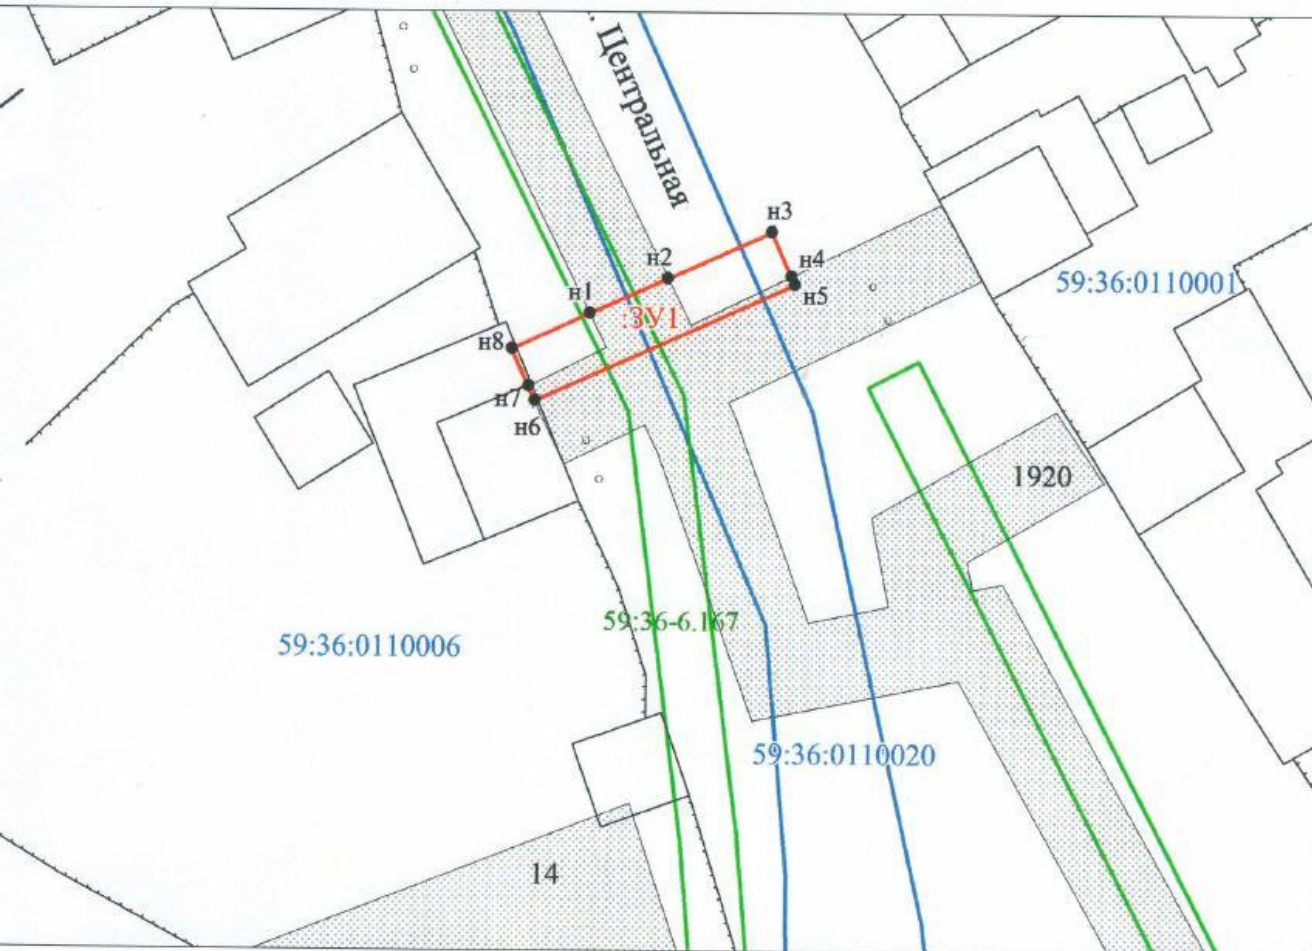 . Центральная
н3
н2
н4
59:36:0110001
н1
н5
:ЗУ1
н8
н7
н6
1920
59:36-6.167
59:36:0110006
59:36:0110020
14